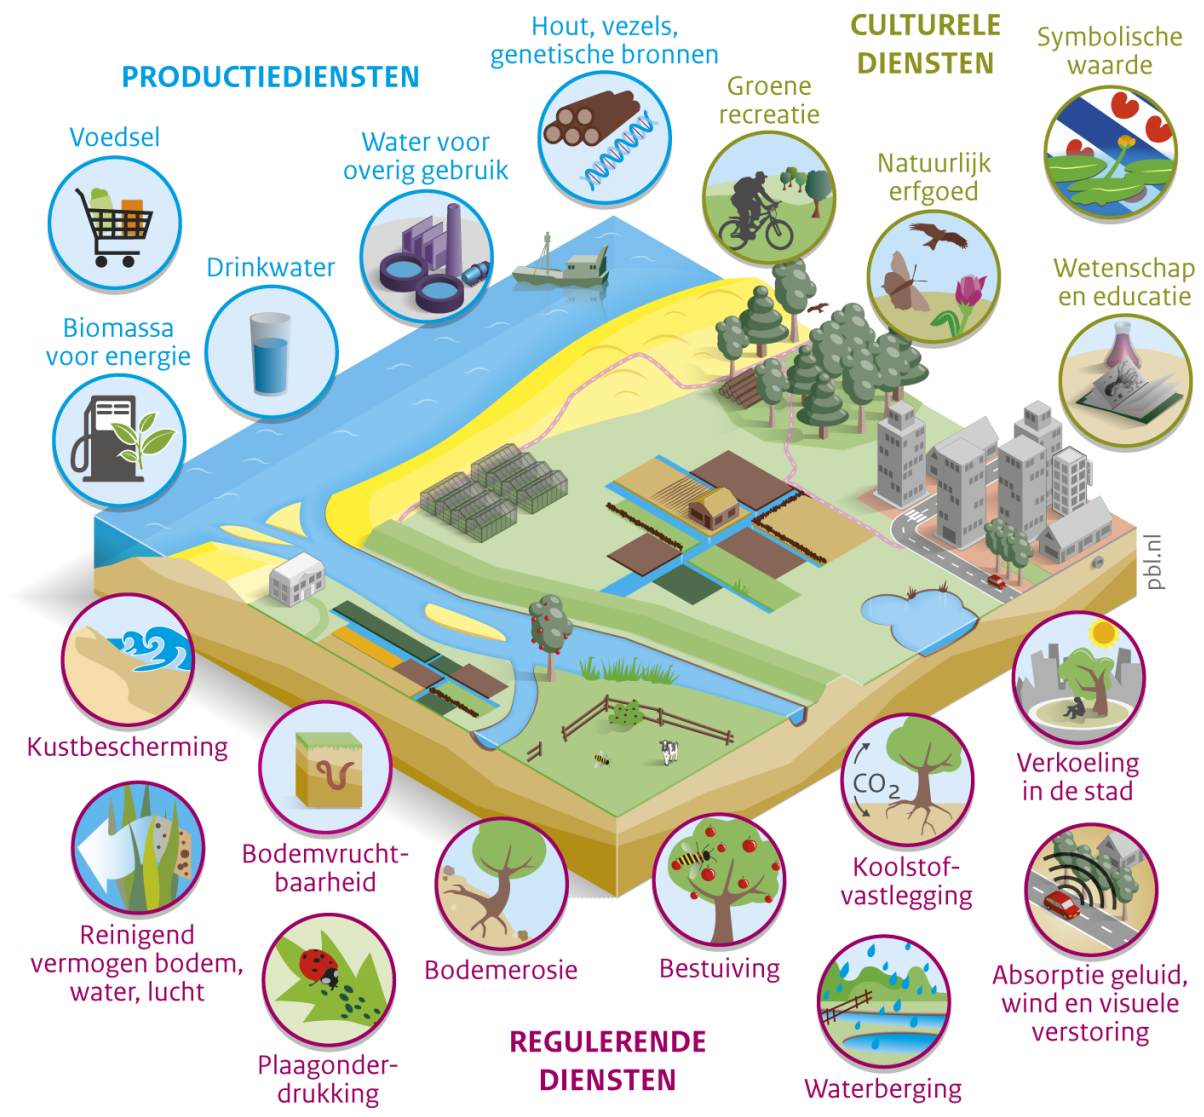 PRODUCTIEDIENSTEN
Voedsel
Biomassa
voor energie
Drinkwater
Water voor
overig gebruik
Hout, vezels,
genetische bronnen
CULTURELE
DIENSTEN
Groene
recreatie
Natuurlijk
erfgoed
Symbolische
waarde
Wetenschap
en educatie
pbl.nl
Kustbescherming
Reinigend
vermogen bodem,
water, lucht
Bodemvrucht-
baarheid
Plaagonder-
drukking
Bodemerosie
REGULERENDE
DIENSTEN
Bestuiving
CO2
Koolstof-
vastlegging
Waterberging
Verkoeling
in de stad
Absorptie geluid,
wind en visuele
verstoring